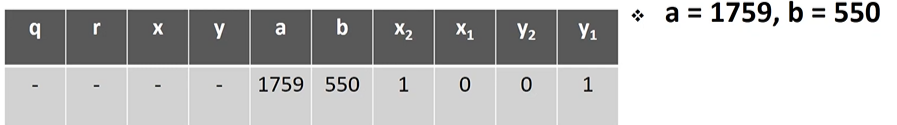 q r x y a b x₂ x₁ y₂ y₁
- - - - 1759 550 1 0 0 1
❖ a = 1759, b = 550